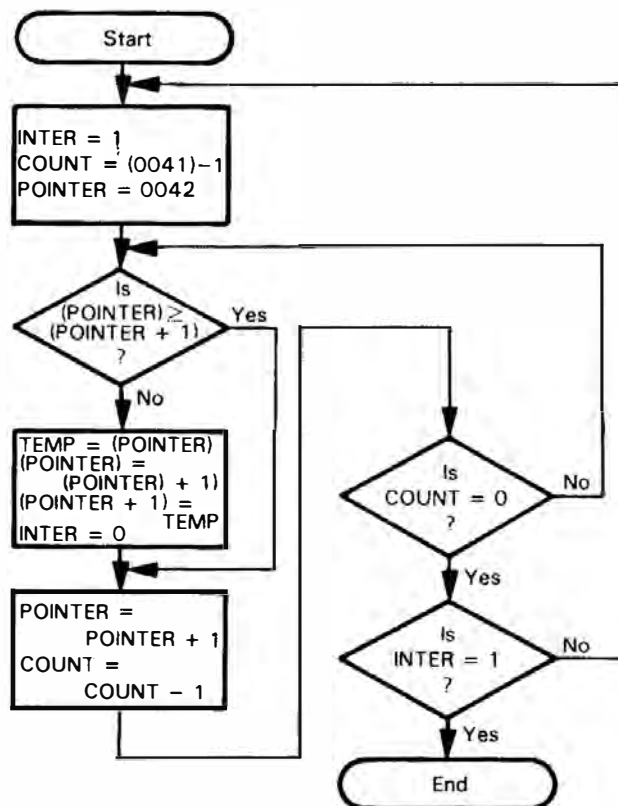 Start
INTER = 1
COUNT = (0041)-1
POINTER = 0042
Is
(POINTER) ≥
(POINTER + 1)
?
Yes
No
TEMP = (POINTER)
(POINTER) =
(POINTER) + 1)
(POINTER + 1) =
TEMP
INTER = 0
POINTER =
POINTER + 1
COUNT =
COUNT - 1
Is
COUNT = 0
?
No
Yes
Is
INTER = 1
?
No
Yes
End